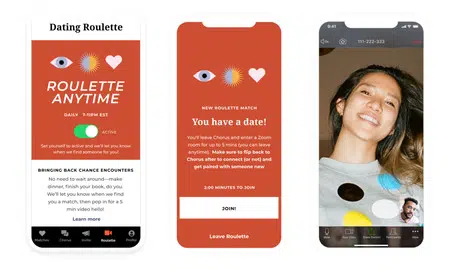 Dating Roulette
ROULETTE
ANYTIME
DAILY
ACTIVE
Set yourself to active and we'll let you
know when we find someone for you!
BRINGING BACK CHANCE ENCOUNTERS
No need to wait around—make
dinner, finish your book, do you.
We'll let you know when we find
you a match, then pop in for a 5
min video hello!
Learn more
Matches
Chorus
Roulette
Profile
NEW ROULETTE MATCH
You have a date!
You'll leave Chorus and enter a Zoom
room for up to 5 mins (you can leave
anytime). Make sure to flip back to
Chorus after to connect (or not) and
get paired with someone new
2:00 MINUTES TO JOIN
JOIN!
Leave Roulette
111-222-333